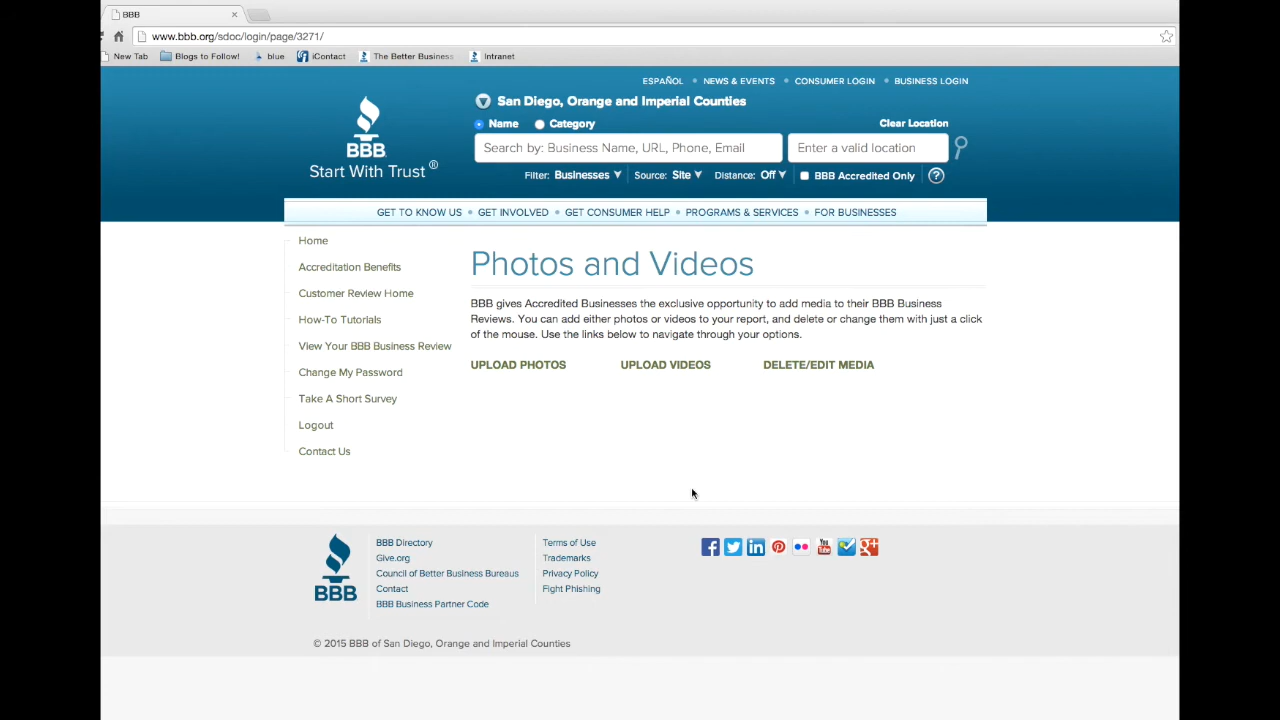 BBB
www.bbb.org/sdoc/login/page/3271/
New Tab
Blogs to Follow!
blue
iContact
The Better Business
Intranet
ESPAÑOL • NEWS & EVENTS • CONSUMER LOGIN • BUSINESS LOGIN
San Diego, Orange and Imperial Counties
Name
Category
Clear Location
Search by: Business Name, URL, Phone, Email
Enter a valid location
Filter: Businesses
Source: Site
Distance: Off
BBB Accredited Only
?
BBB.
Start With Trust ®
GET TO KNOW US • GET INVOLVED • GET CONSUMER HELP • PROGRAMS & SERVICES • FOR BUSINESSES
Home
Accreditation Benefits
Customer Review Home
How-To Tutorials
View Your BBB Business Review
Change My Password
Take A Short Survey
Logout
Contact Us
Photos and Videos
BBB gives Accredited Businesses the exclusive opportunity to add media to their BBB Business
Reviews. You can add either photos or videos to your report, and delete or change them with just a click
of the mouse. Use the links below to navigate through your options.
UPLOAD PHOTOS
UPLOAD VIDEOS
DELETE/EDIT MEDIA
BBB
BBB Directory
Give.org
Council of Better Business Bureaus
Contact
BBB Business Partner Code
Terms of Use
Trademarks
Privacy Policy
Fight Phishing
You
Tube
© 2015 BBB of San Diego, Orange and Imperial Counties